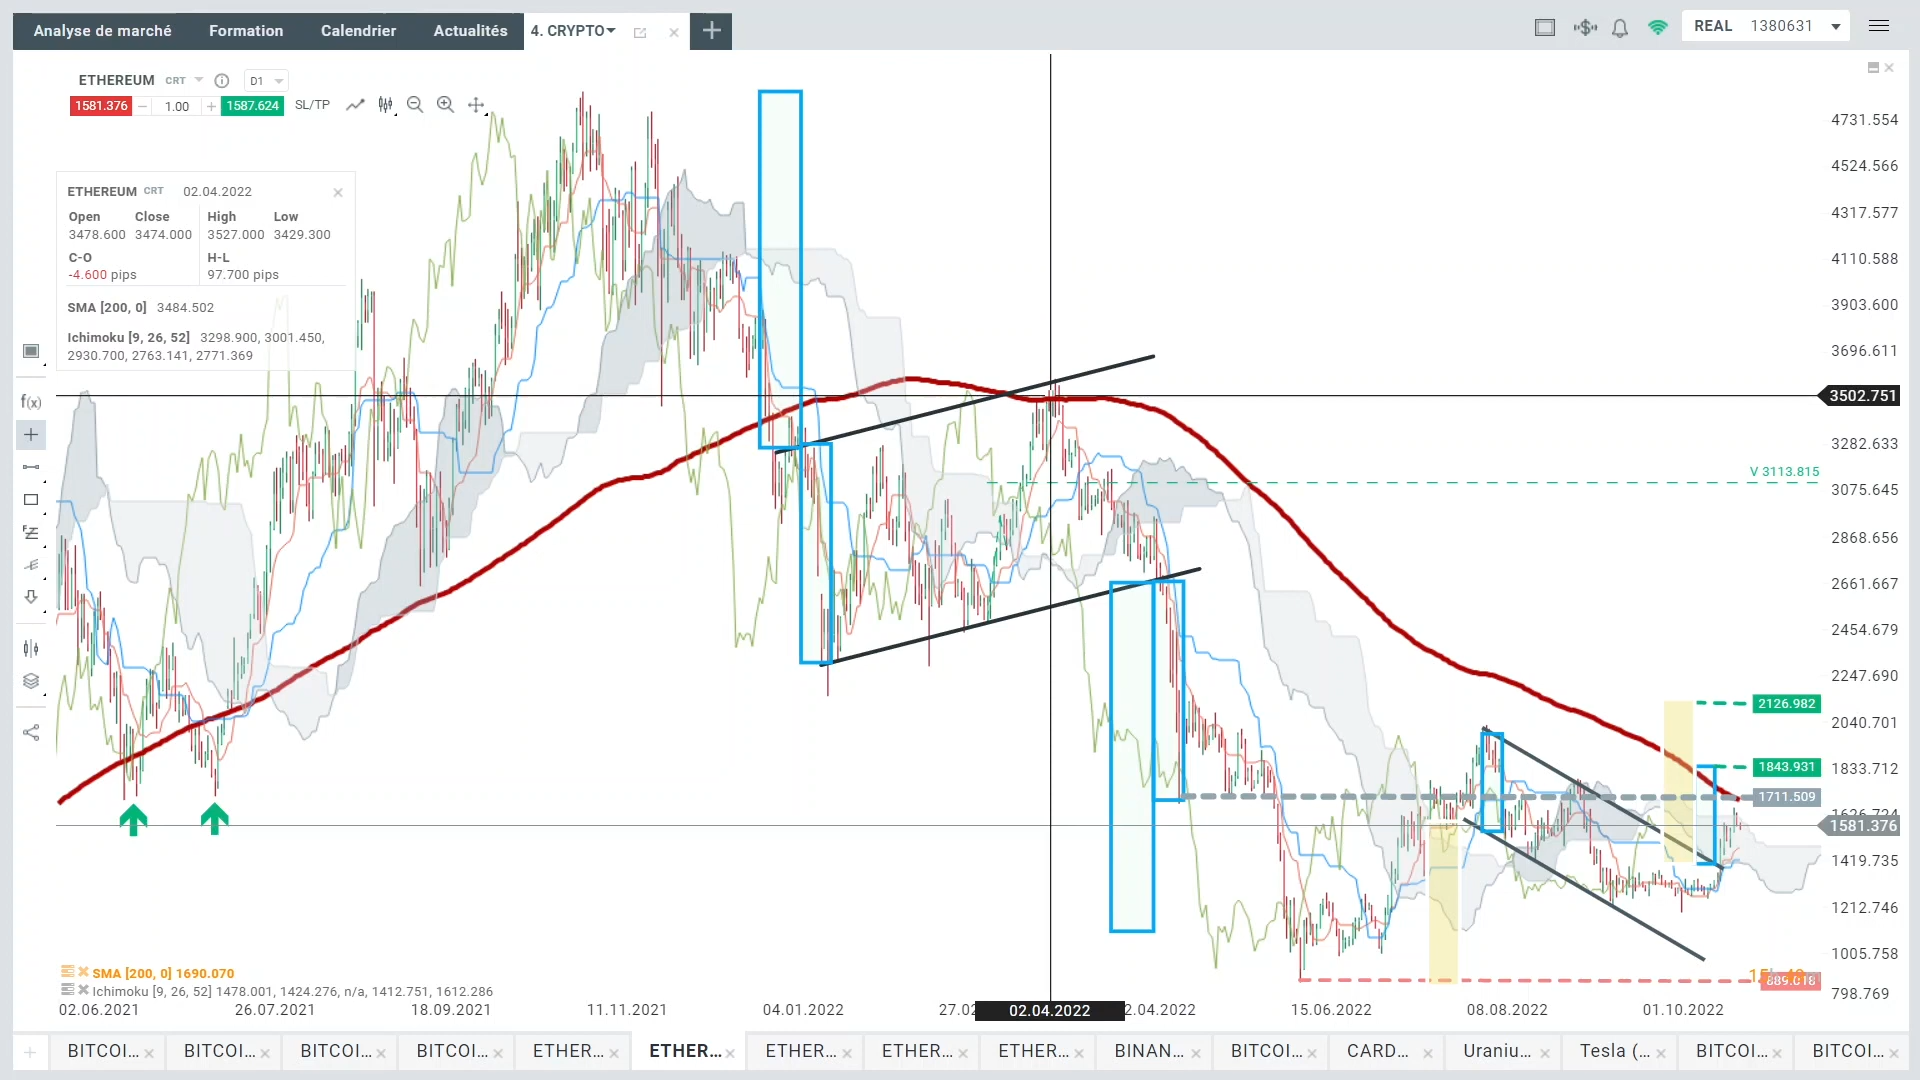 Analyse de marché Formation Calendrier Actualités 4. CRYPTO REAL 1380631
ETHEREUM CRT D1
1581.376 1.00 1587.624 SL/TP
ETHEREUM CRT 02.04.2022
Open Close High Low
3478.600 3474.000 3527.000 3429.300
C-O H-L
-4.600 pips 97.700 pips
SMA [200, 0] 3484.502
Ichimoku [9, 26, 52] 3298.900, 3001.450,
2930.700, 2763.141, 2771.369
f(x)
4731.554
4524.566
4317.577
4110.588
3903.600
3696.611
3502.751
3282.633
V 3113.815
3075.645
2868.656
2661.667
2454.679
2247.690
2126.982
2040.701
1843.931
1833.712
1711.509
1581.376
1419.735
1212.746
1005.758
889.018
798.769
SMA [200, 0] 1690.070
Ichimoku [9, 26, 52] 1478.001, 1424.276, n/a, 1412.751, 1612.286
02.06.2021 26.07.2021 18.09.2021 11.11.2021 04.01.2022 27.02 02.04.2022 2.04.2022 15.06.2022 08.08.2022 01.10.2022
BITCOI... BITCOI... BITCOI... BITCOI... ETHER... ETHER... ETHER... ETHER... ETHER... BINAN... BITCOI... CARD... Uraniu... Tesla (... BITCOI... BITCOI...